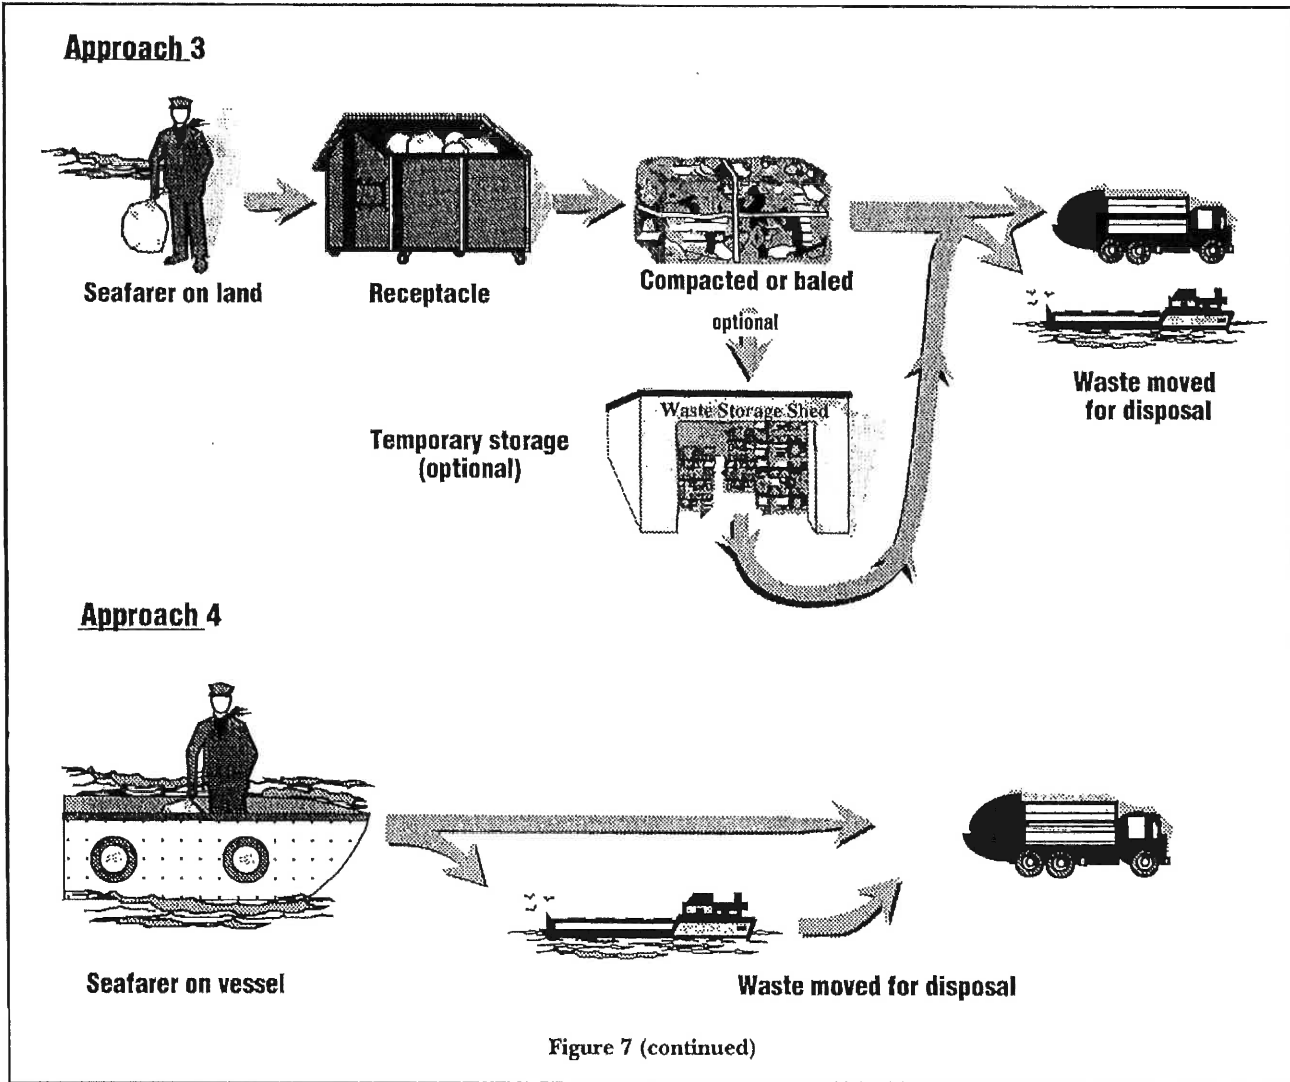 Approach 3
Seafarer on land
Receptacle
Compacted or baled
optional
Waste Storage Shed
Temporary storage
(optional)
Waste moved
for disposal
Approach 4
Seafarer on vessel
Waste moved for disposal
Figure 7 (continued)